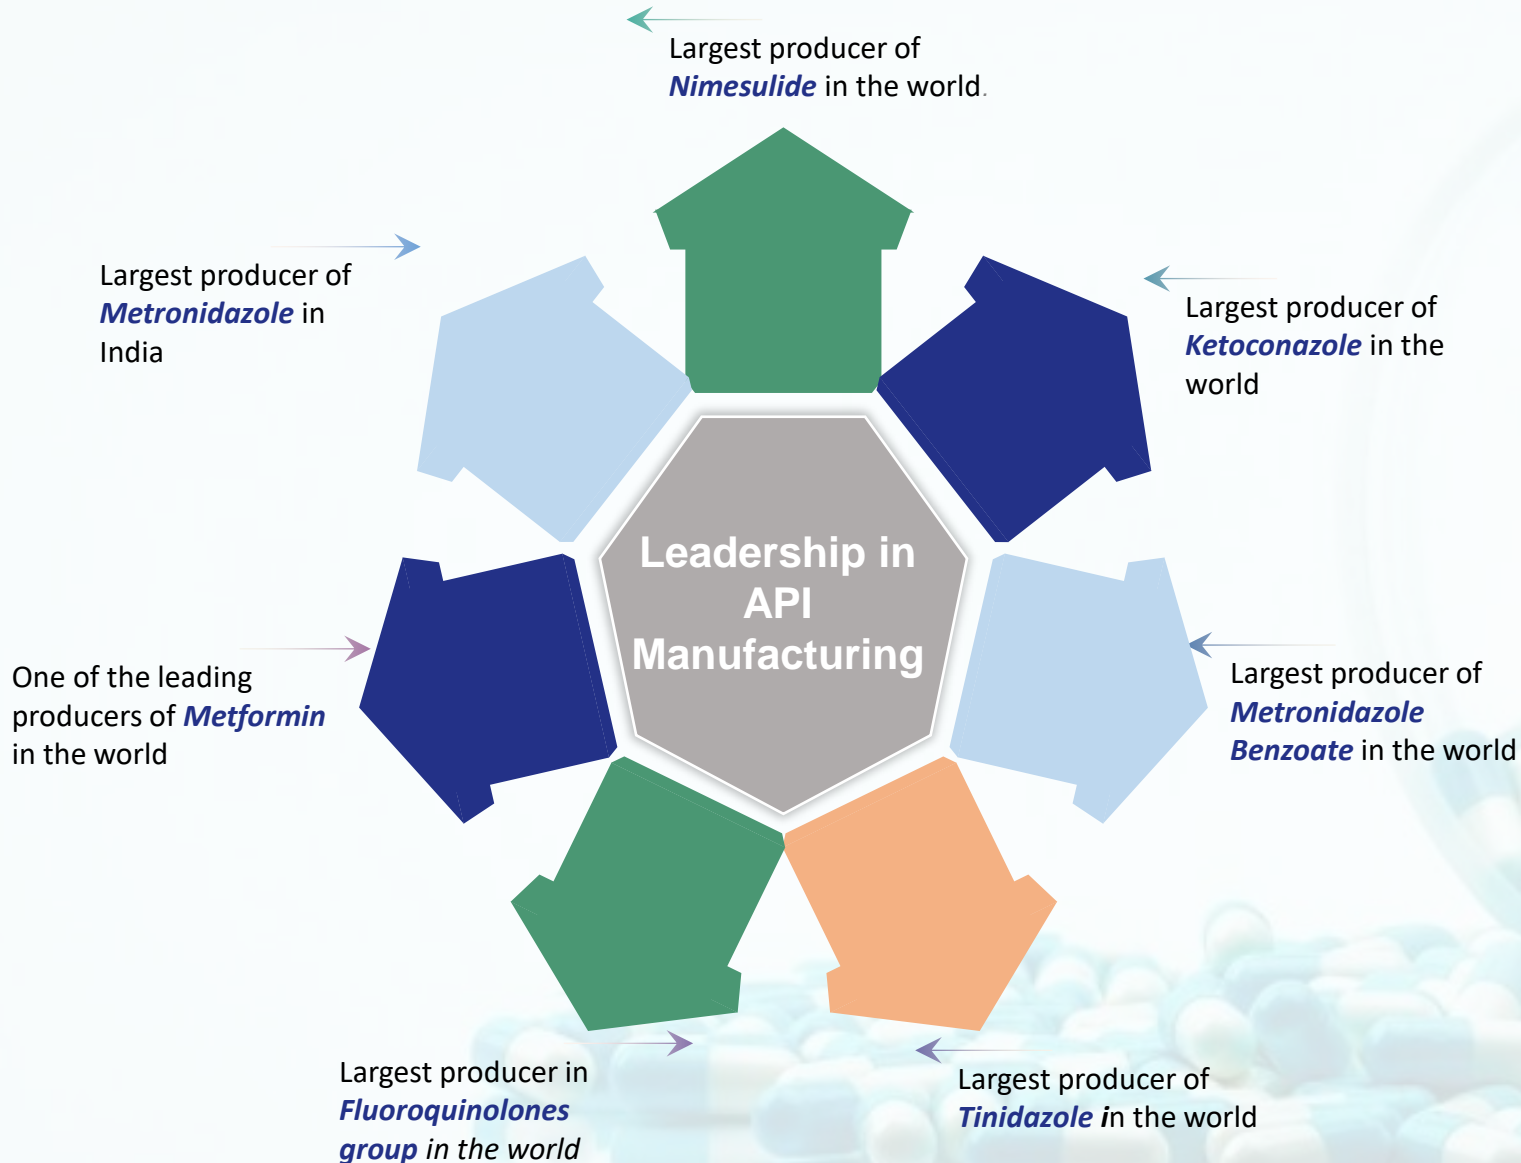 Largest producer of
Nimesulide in the world.
Largest producer of
Metronidazole in
India
Largest producer of
Ketoconazole in the
world
Leadership in
API
Manufacturing
One of the leading
producers of Metformin
in the world
Largest producer of
Metronidazole
Benzoate in the world
Largest producer in
Fluoroquinolones
group in the world
Largest producer of
Tinidazole in the world